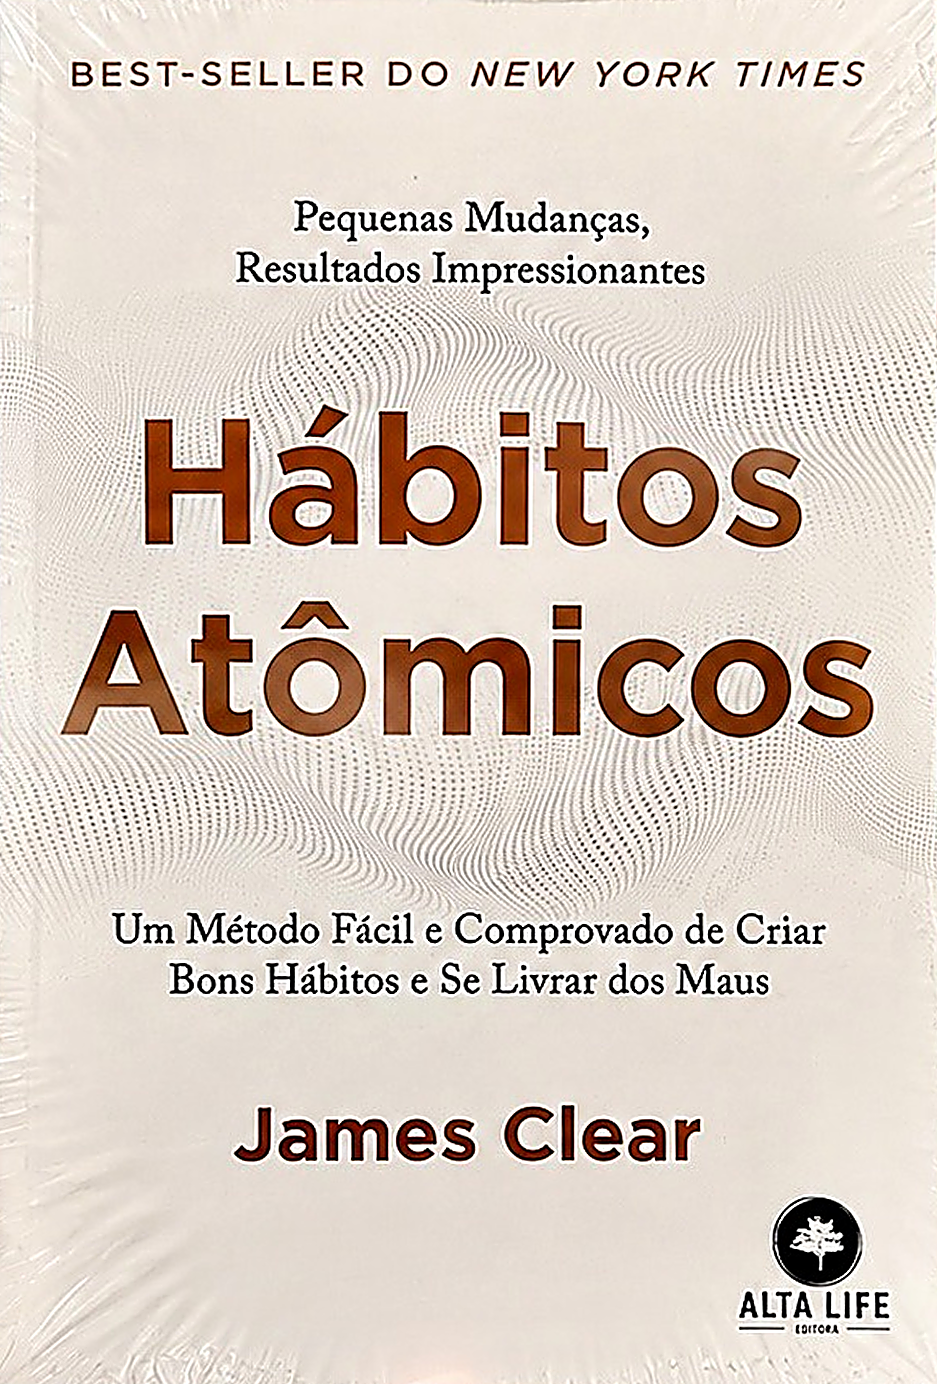 BEST-SELLER DO NEW YORK TIMES
Pequenas Mudanças,
Resultados Impressionantes
Hábitos
Atômicos
Um Método Fácil e Comprovado de Criar
Bons Hábitos e Se Livrar dos Maus
James Clear
ALTA LIFE
EDITORA